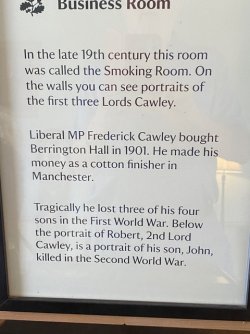 Business Room
In the late 19th century this room
was called the Smoking Room. On
the walls you can see portraits of
the first three Lords Cawley.
Liberal MP Frederick Cawley bought
Berrington Hall in 1901. He made his
money as a cotton finisher in
Manchester.
Tragically he lost three of his four
sons in the First World War. Below
the portrait of Robert, 2nd Lord
Cawley, is a portrait of his son, John,
killed in the Second World War.